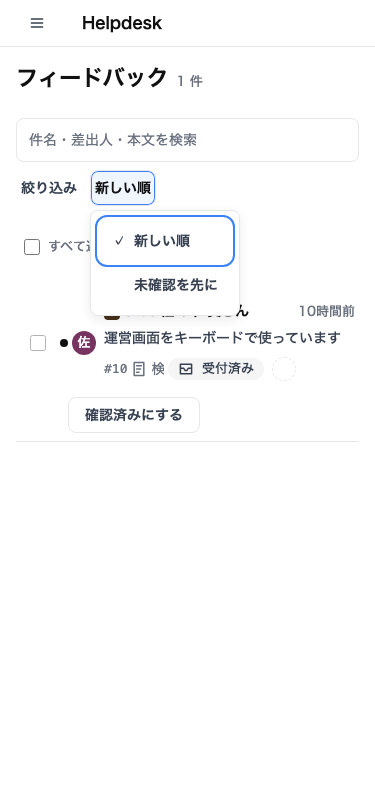 Helpdesk
フィードバック 1 件
件名・差出人・本文を検索
絞り込み 新しい順
✓ 新しい順
すべて
未確認を先に
10時間前
佐 運営画面をキーボードで使っています
#10 検 受付済み
確認済みにする